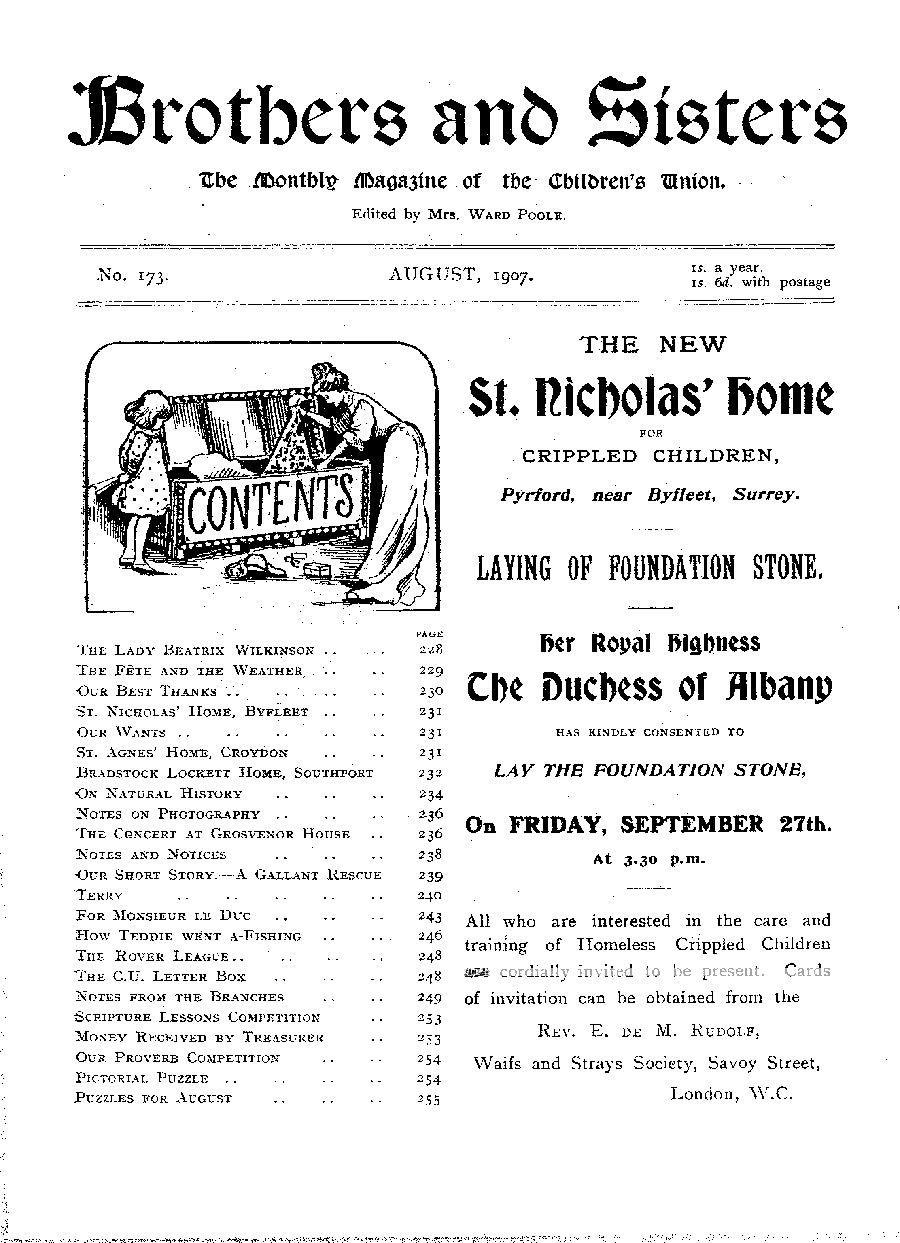 Brothers and Sisters
The Monthly Magazine of the Children's Union.
Edited by Mrs. WARD POOLE.
No. 173.
AUGUST, 1907.
1s. a year.
1s. 6d. with postage
CONTENTS
PAGE
THE LADY BEATRIX WILKINSON .. ... 228
THE FÊTE AND THE WEATHER, .. .. 229
OUR BEST THANKS .. .. .. .. 230
ST. NICHOLAS' HOME, BYFLEET .. .. 231
OUR WANTS .. .. .. .. .. 231
ST. AGNES' HOME, CROYDON .. .. 231
BRADSTOCK LOCKETT HOME, SOUTHPORT 232
ON NATURAL HISTORY .. .. .. 234
NOTES ON PHOTOGRAPHY .. .. .. 236
THE CONCERT AT GROSVENOR HOUSE .. 236
NOTES AND NOTICES .. .. .. 238
OUR SHORT STORY.—A GALLANT RESCUE 239
TERRY .. .. .. .. .. 240
FOR MONSIEUR LE DUC .. .. .. 243
HOW TEDDIE WENT A-FISHING .. ... 246
THE ROVER LEAGUE.. .. .. .. 248
THE C.U. LETTER BOX .. .. .. 248
NOTES FROM THE BRANCHES .. .. 249
SCRIPTURE LESSONS COMPETITION .. 253
MONEY RECEIVED BY TREASURER .. 253
OUR PROVERB COMPETITION .. .. 254
PICTORIAL PUZZLE .. .. .. .. 254
PUZZLES FOR AUGUST .. .. .. 255
THE NEW
St. Nicholas' Home
FOR
CRIPPLED CHILDREN,
Pyrford, near Byfleet, Surrey.
LAYING OF FOUNDATION STONE.
Her Royal Highness
The Duchess of Albany
HAS KINDLY CONSENTED TO
LAY THE FOUNDATION STONE,
On FRIDAY, SEPTEMBER 27th.
At 3.30 p.m.
All who are interested in the care and
training of Homeless Crippled Children
are cordially invited to be present. Cards
of invitation can be obtained from the
REV. E. DE M. RUDOLF,
Waifs and Strays Society, Savoy Street,
London, W.C.